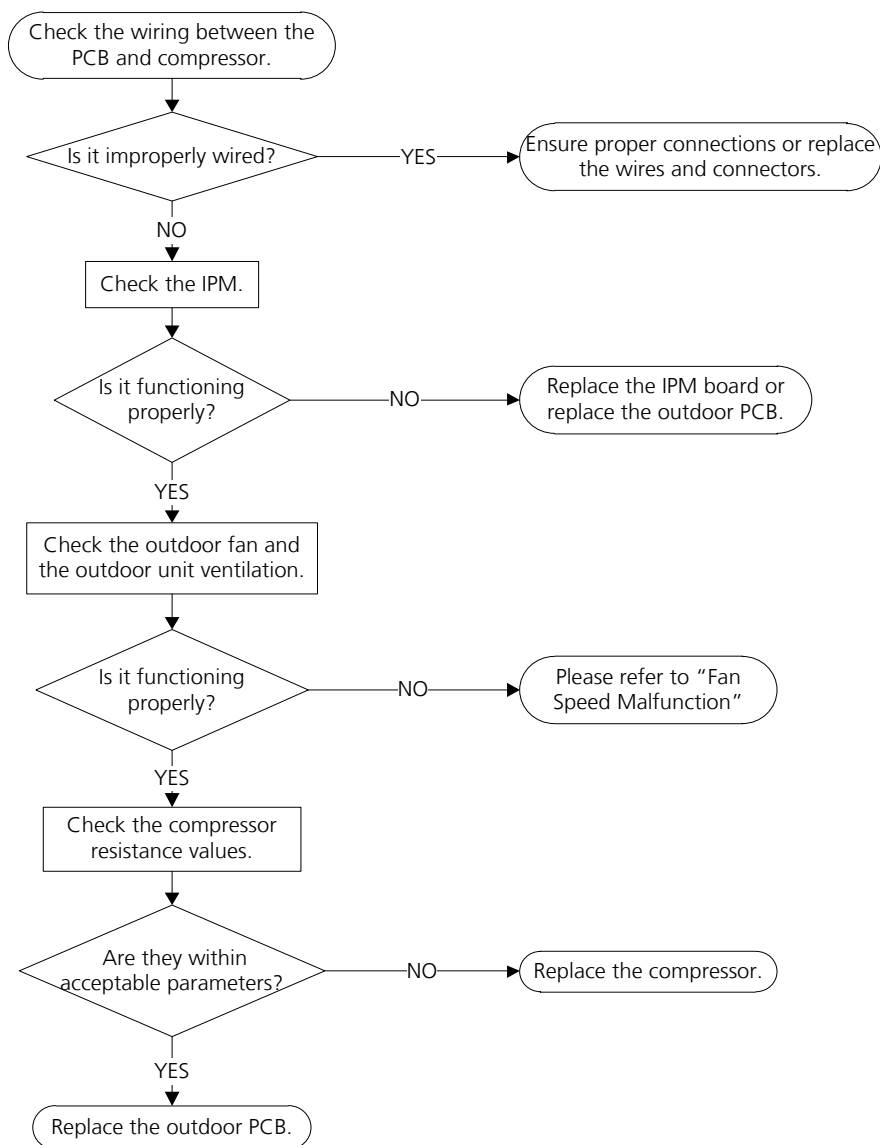 Check the wiring between the
PCB and compressor.
Is it improperly wired?
YES
Ensure proper connections or replace
the wires and connectors.
NO
Check the IPM.
Is it functioning
properly?
NO
Replace the IPM board or
replace the outdoor PCB.
YES
Check the outdoor fan and
the outdoor unit ventilation.
Is it functioning
properly?
NO
Please refer to “Fan
Speed Malfunction”
YES
Check the compressor
resistance values.
Are they within
acceptable parameters?
NO
Replace the compressor.
YES
Replace the outdoor PCB.